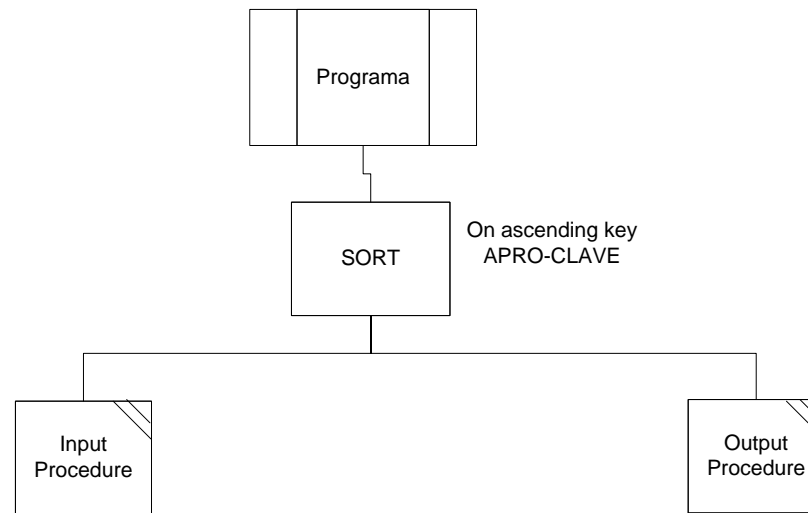 Programa
SORT
On ascending key
APRO-CLAVE
Input
Procedure
Output
Procedure